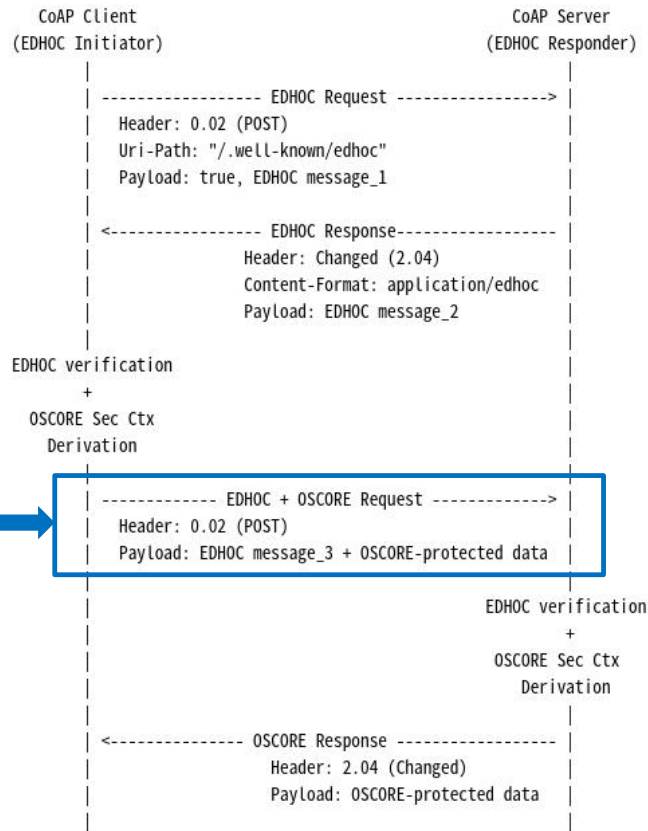 CoAP Client CoAP Server
(EDHOC Initiator) (EDHOC Responder)
| |
| ------------------ EDHOC Request -----------------> |
| Header: 0.02 (POST) |
| Uri-Path: "/.well-known/edhoc" |
| Payload: true, EDHOC message_1 |
| |
| <----------------- EDHOC Response------------------ |
| Header: Changed (2.04) |
| Content-Format: application/edhoc |
| Payload: EDHOC message_2 |
| |
EDHOC verification |
+ |
OSCORE Sec Ctx |
Derivation |
| |
| ------------- EDHOC + OSCORE Request -------------> |
| Header: 0.02 (POST) |
| Payload: EDHOC message_3 + OSCORE-protected data |
| |
| EDHOC verification
| +
| OSCORE Sec Ctx
| Derivation
| |
| <--------------- OSCORE Response ------------------ |
| Header: 2.04 (Changed) |
| Payload: OSCORE-protected data |
| |